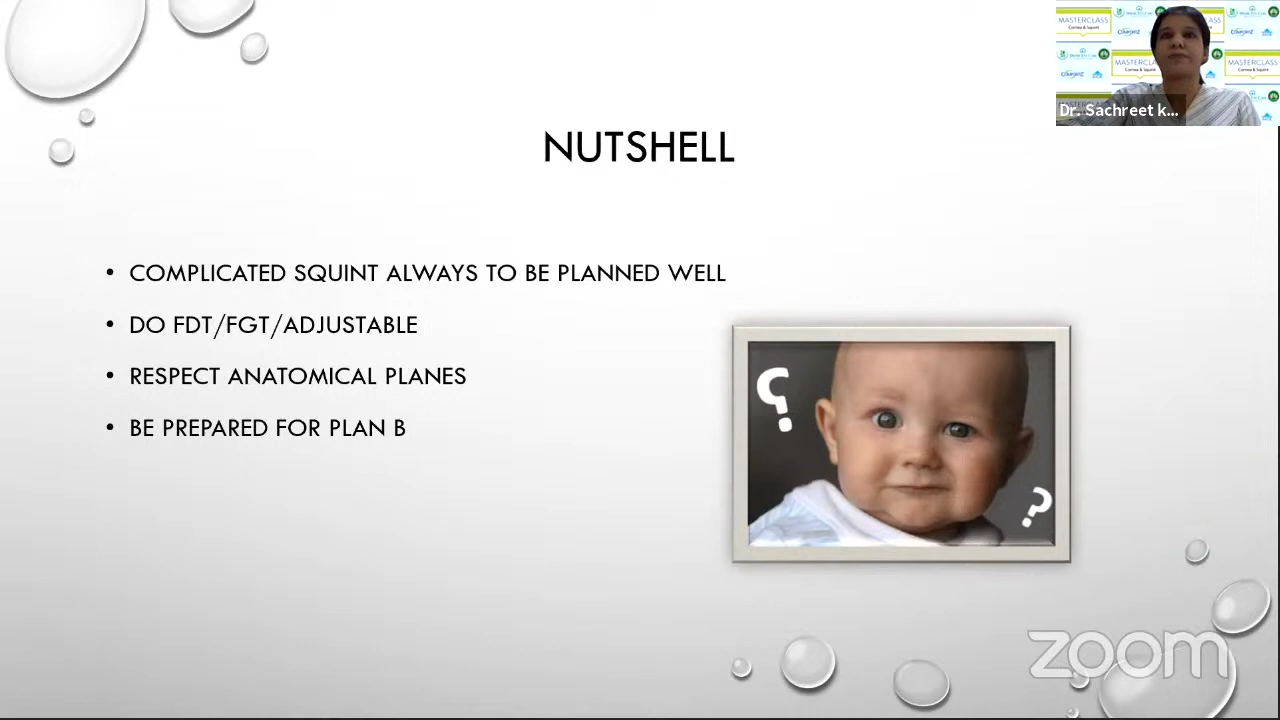 MASTERCLASS
Cornea & Squint
Dr. Sachreet k...
NUTSHELL
• COMPLICATED SQUINT ALWAYS TO BE PLANNED WELL
• DO FDT/FGT/ADJUSTABLE
• RESPECT ANATOMICAL PLANES
• BE PREPARED FOR PLAN B
?
?
zoom